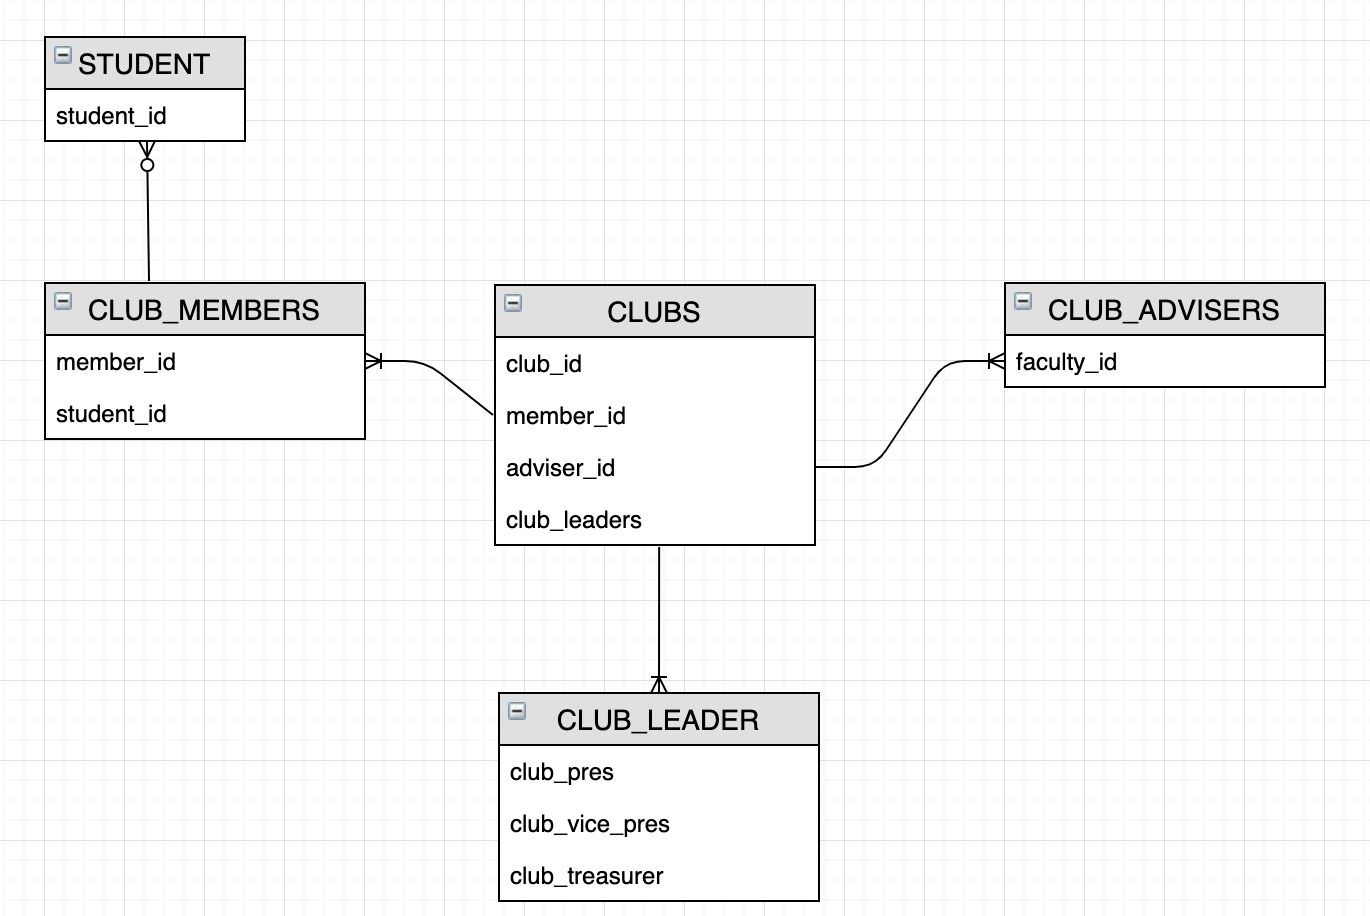 STUDENT
student_id
CLUB_MEMBERS
member_id
student_id
CLUBS
club_id
member_id
adviser_id
club_leaders
CLUB_ADVISERS
faculty_id
CLUB_LEADER
club_pres
club_vice_pres
club_treasurer